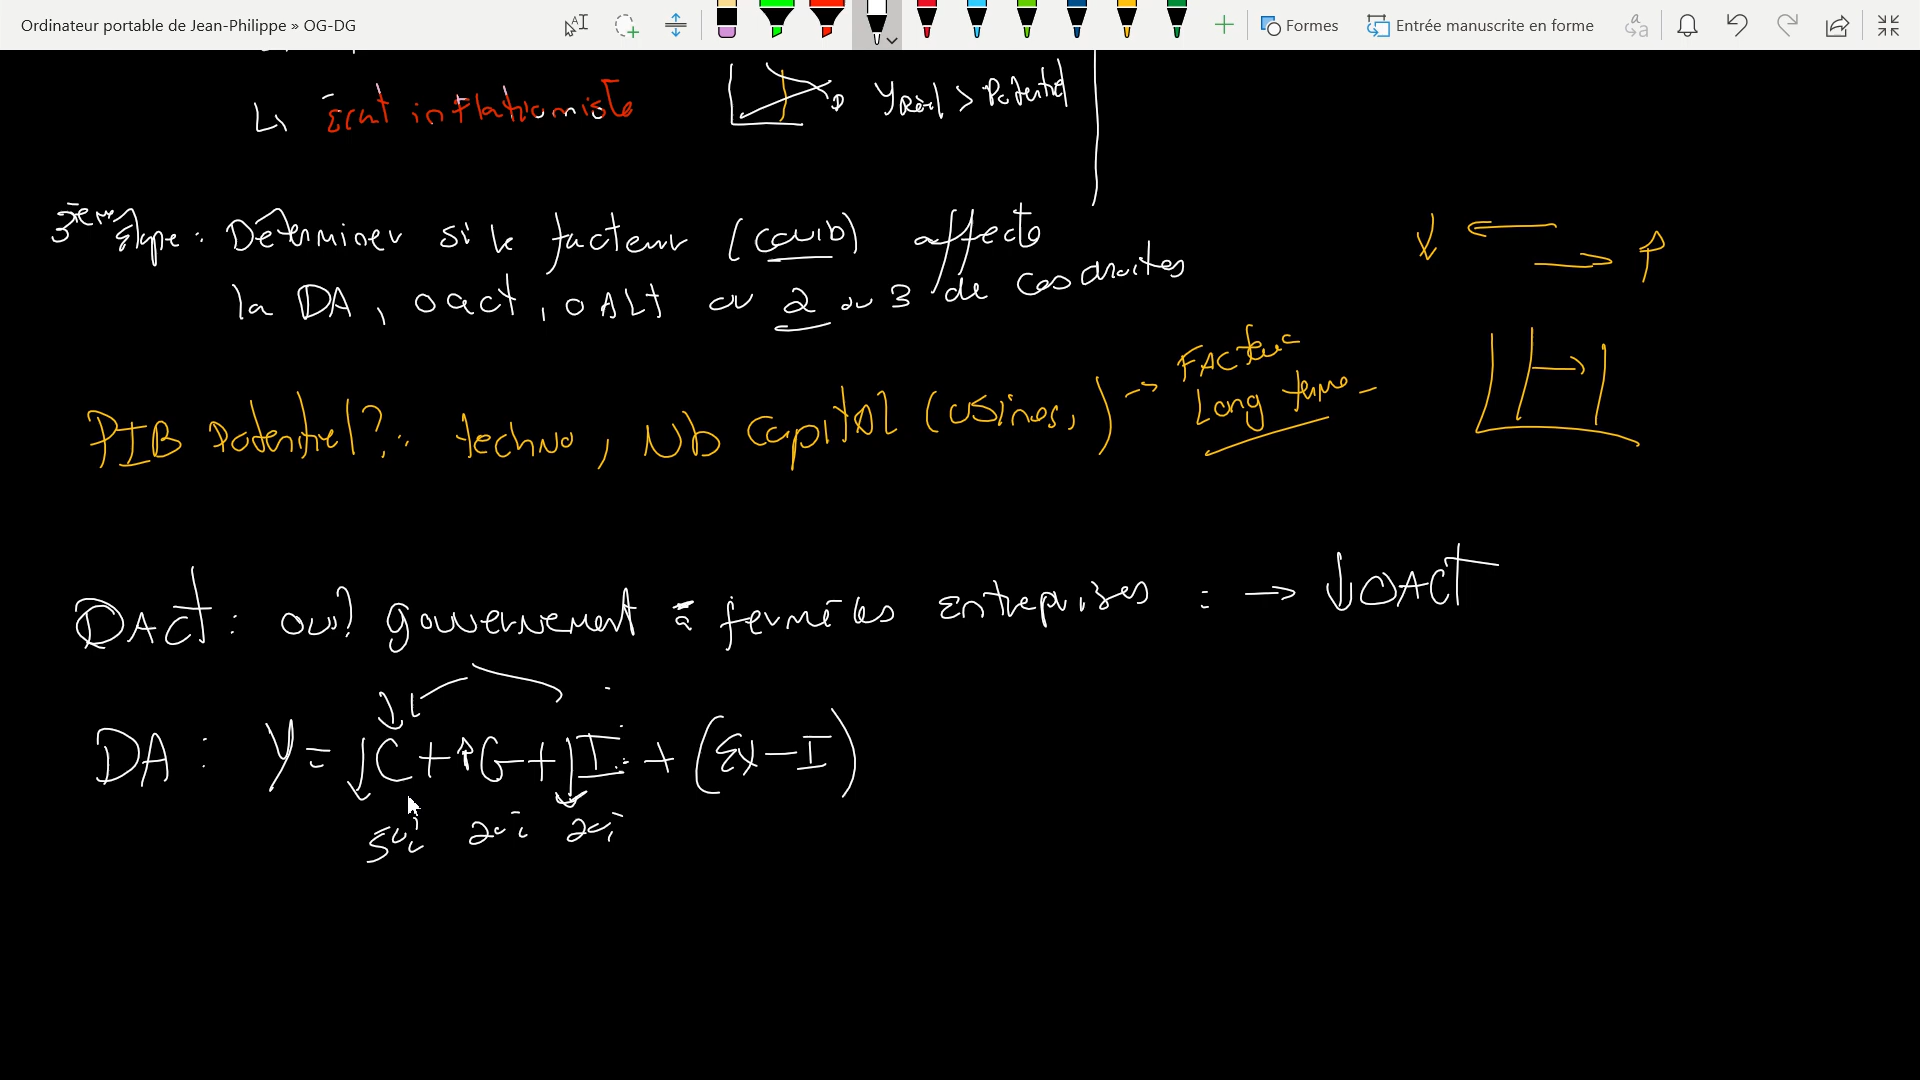 Ordinateur portable de Jean-Philippe » OG-DG
Formes
Entrée manuscrite en forme
↳ Écart inflationniste
D
Y Réel > Potentiel
3ième Étape : Déterminer si le facteur (covid) affecte
la DA, oact, OALT ou 2 ou 3 de ces droites
PIB Potentiel? : techno, Nb capital (usines, ) → Facteur
Long terme
OACT : oui? gouvernement a fermé les entreprises : → ↓OACT
DA : Y = ↓C + ↑G + ↓I + (Ex - I)